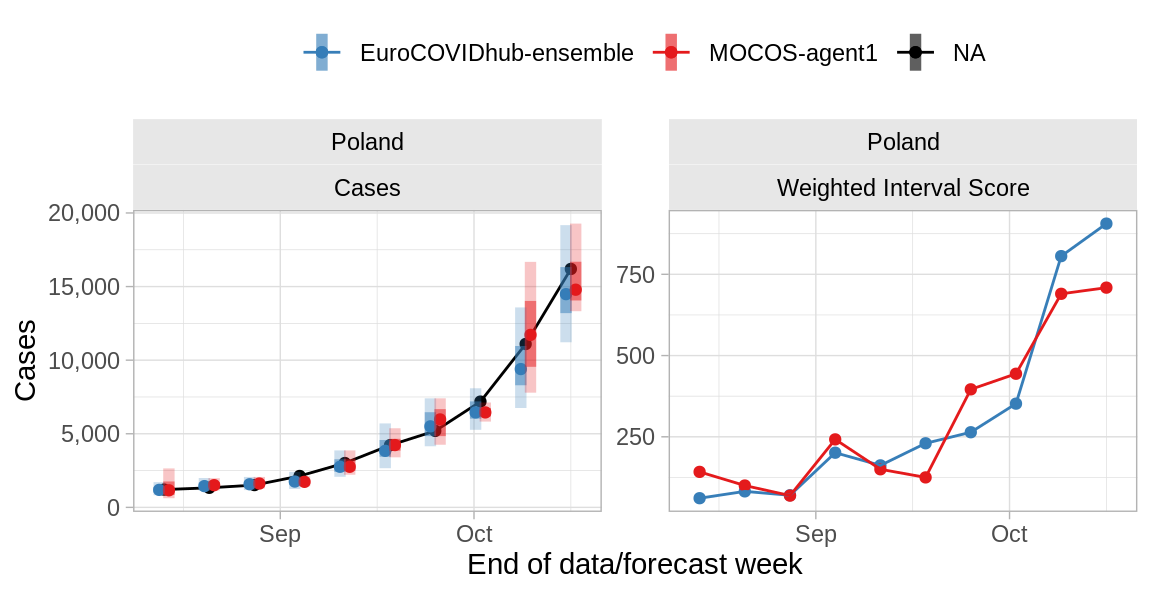 EuroCOVIDhub-ensemble MOCOS-agent1 NA
Poland Poland
Cases Weighted Interval Score
20,000
15,000
10,000
5,000
0
Cases
750
500
250
Sep Oct Sep Oct
End of data/forecast week